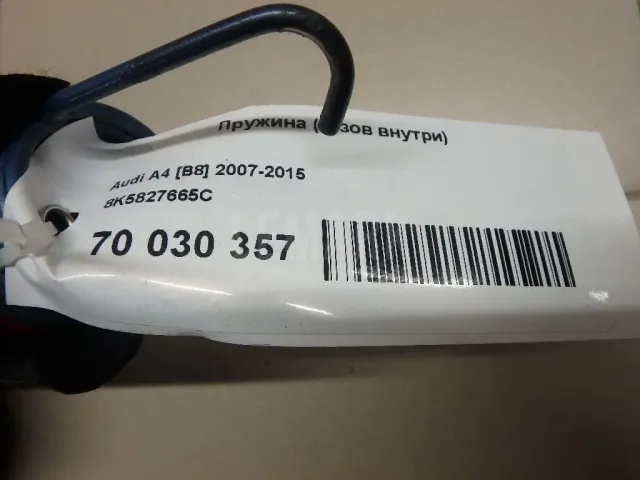 Пружина (внутри)
Audi A4 [B8] 2007-2015
8K5827665C
70 030 357